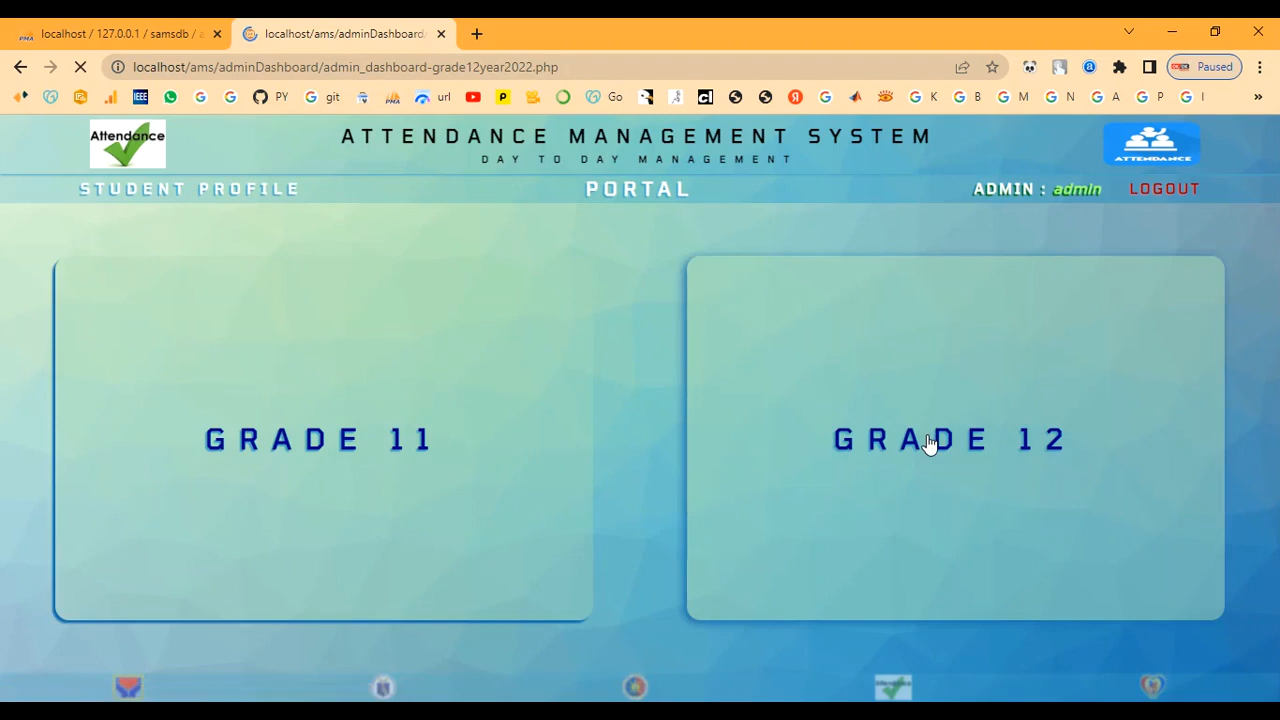 localhost / 127.0.0.1 / samsdb /
localhost/ams/adminDashboard
localhost/ams/adminDashboard/admin_dashboard-grade12year2022.php
Paused
IEEE
PY
git
PMA
url
P
Go
K
B
M
N
A
P
I
»
Attendance
ATTENDANCE MANAGEMENT SYSTEM
DAY TO DAY MANAGEMENT
ATTENDANCE
STUDENT PROFILE
PORTAL
ADMIN : admin
LOGOUT
GRADE 11
GRADE 12